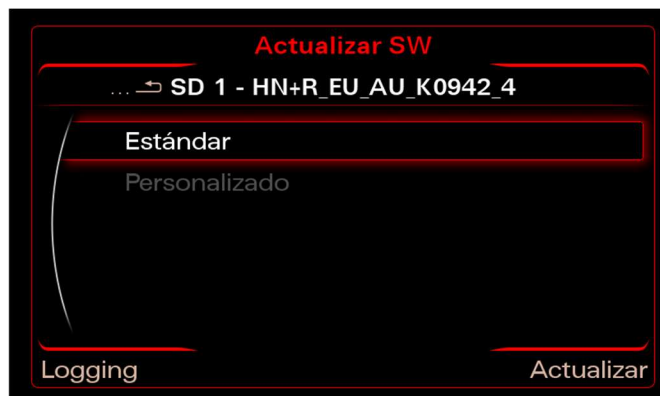 Actualizar SW
... SD 1 - HN+R_EU_AU_K0942_4
Estándar
Personalizado
Logging
Actualizar